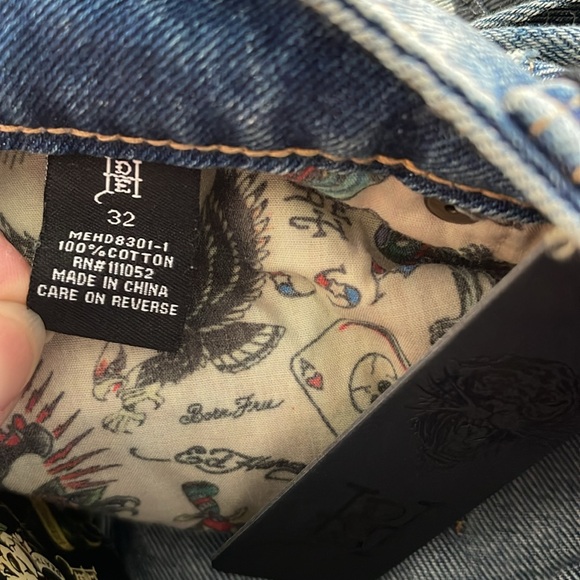 32
MEHD8301-1
100% COTTON
RN#111052
MADE IN CHINA
CARE ON REVERSE
A
Born Free
Ed Hardy